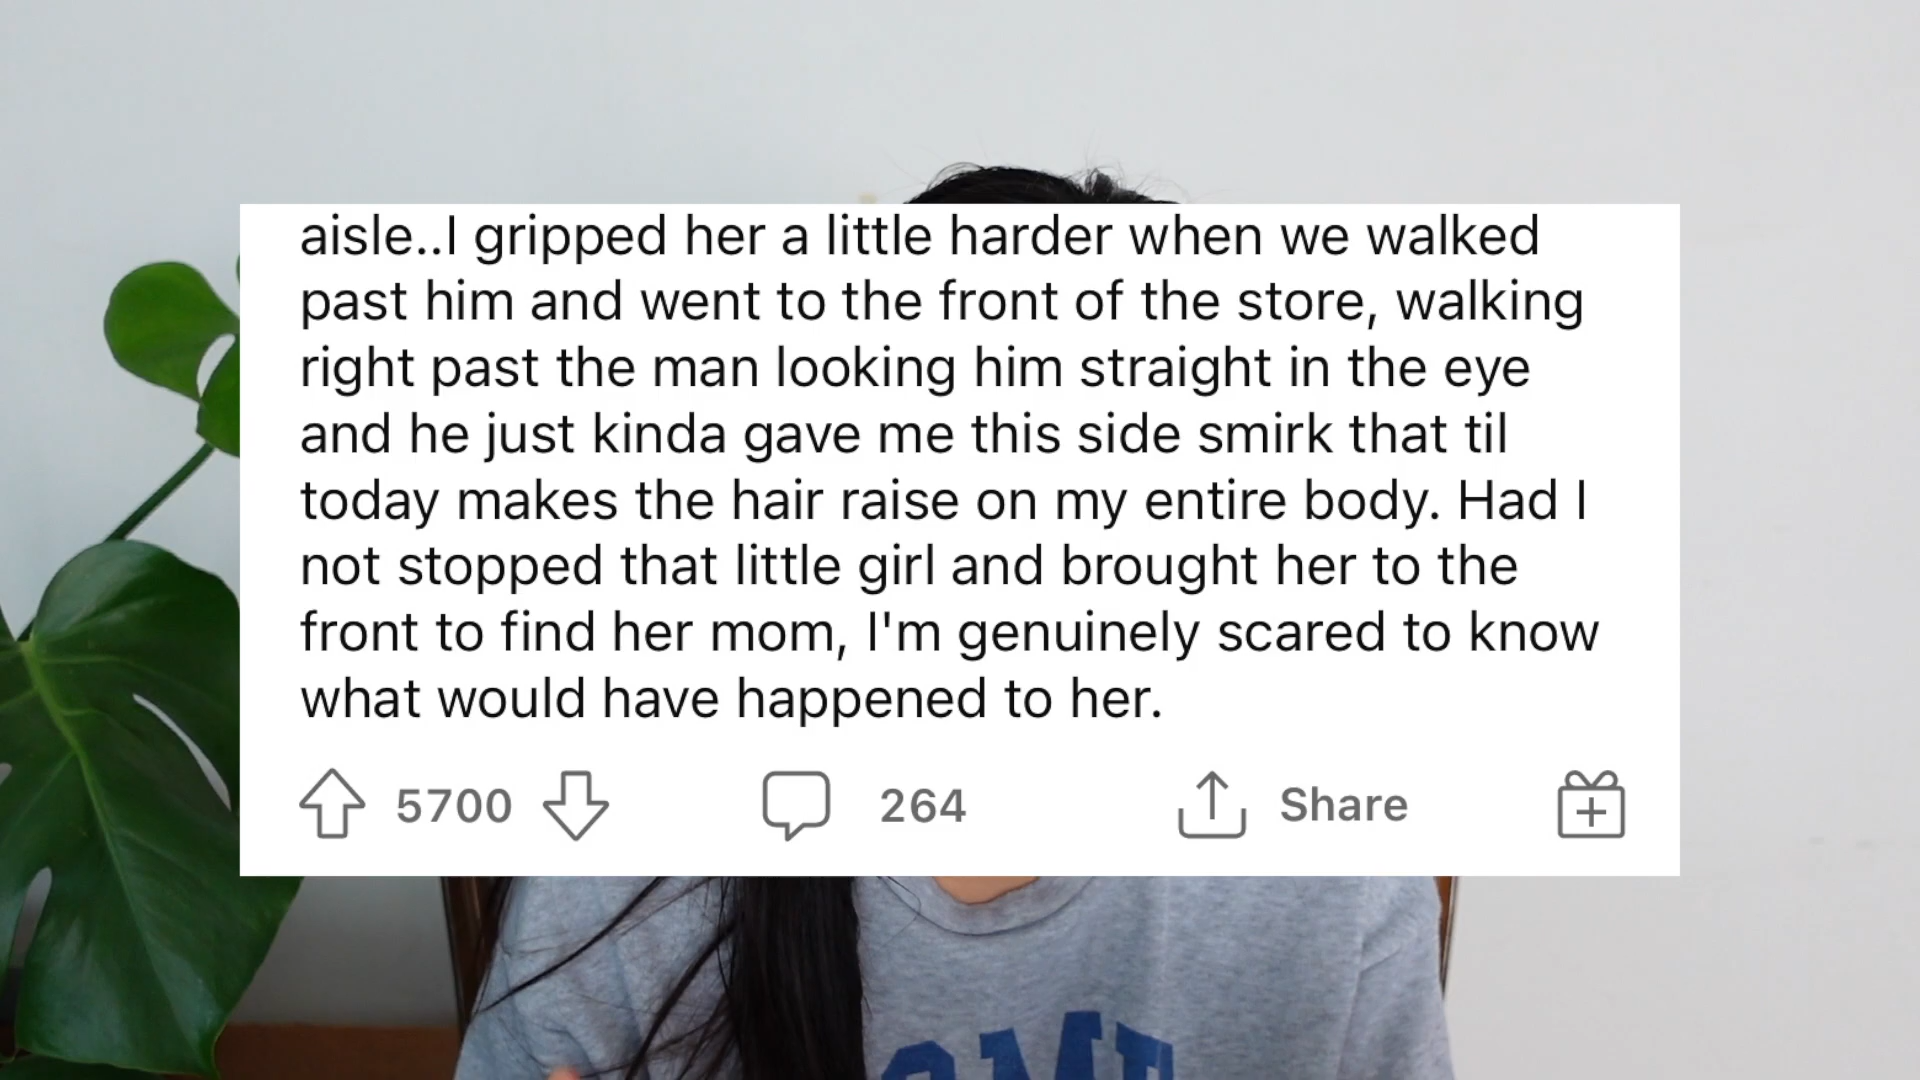 aisle..I gripped her a little harder when we walked
past him and went to the front of the store, walking
right past the man looking him straight in the eye
and he just kinda gave me this side smirk that til
today makes the hair raise on my entire body. Had I
not stopped that little girl and brought her to the
front to find her mom, I'm genuinely scared to know
what would have happened to her.
5700 264 Share